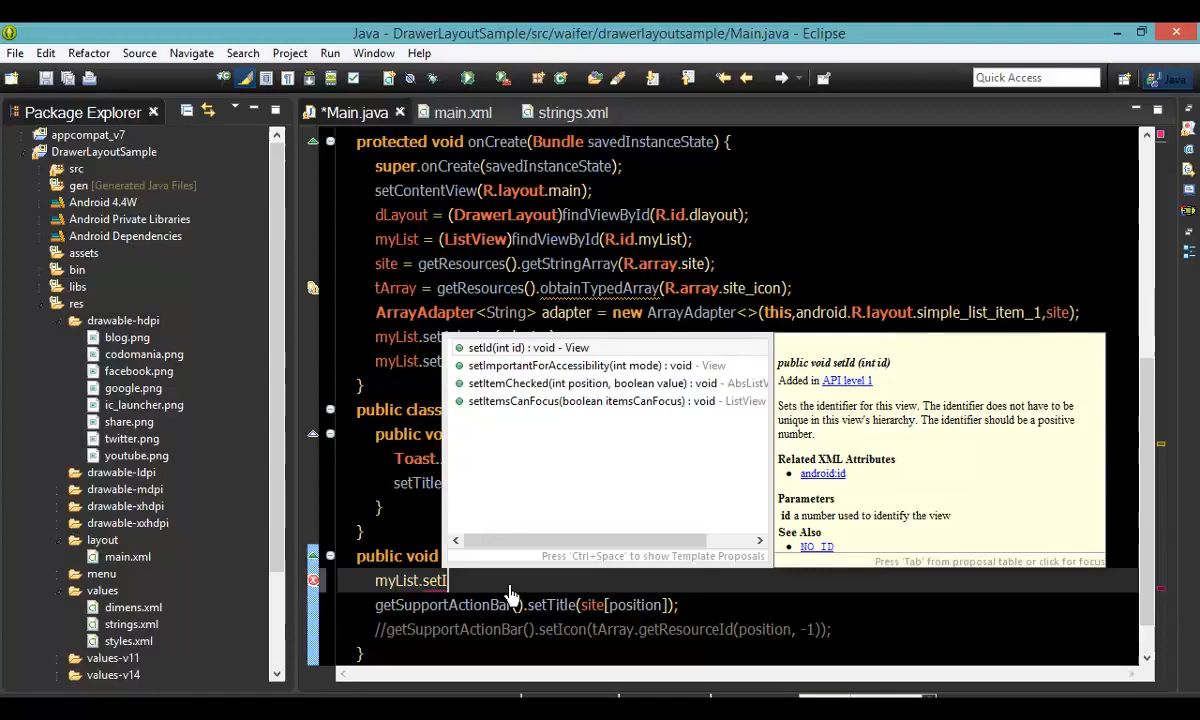 Java - DrawerLayoutSample/src/waifer/drawerlayoutsample/Main.java - Eclipse
File Edit Refactor Source Navigate Search Project Run Window Help
Quick Access
Java
Package Explorer
*Main.java main.xml strings.xml
appcompat_v7
DrawerLayoutSample
src
gen [Generated Java Files]
Android 4.4W
Android Private Libraries
Android Dependencies
assets
bin
libs
res
drawable-hdpi
blog.png
codomania.png
facebook.png
google.png
ic_launcher.png
share.png
twitter.png
youtube.png
drawable-ldpi
drawable-mdpi
drawable-xhdpi
drawable-xxhdpi
layout
main.xml
menu
values
dimens.xml
strings.xml
styles.xml
values-v11
values-v14
protected void onCreate(Bundle savedInstanceState) {
super.onCreate(savedInstanceState);
setContentView(R.layout.main);
dLayout = (DrawerLayout)findViewById(R.id.dlayout);
myList = (ListView)findViewById(R.id.myList);
site = getResources().getStringArray(R.array.site);
tArray = getResources().obtainTypedArray(R.array.site_icon);
ArrayAdapter<String> adapter = new ArrayAdapter<>(this,android.R.layout.simple_list_item_1,site);
myList.set
myList.set
}
public class
public vo
Toast.
setTitle
}
}
public void
myList.setI
getSupportActionBar().setTitle(site[position]);
//getSupportActionBar().setIcon(tArray.getResourceId(position, -1));
}
setId(int id) : void - View
setImportantForAccessibility(int mode) : void - View
setItemChecked(int position, boolean value) : void - AbsListV
setItemsCanFocus(boolean itemsCanFocus) : void - ListView
Press 'Ctrl+Space' to show Template Proposals
public void setId (int id)
Added in API level 1
Sets the identifier for this view. The identifier does not have to be
unique in this view's hierarchy. The identifier should be a positive
number.
Related XML Attributes
android:id
Parameters
id a number used to identify the view
See Also
NO_ID
Press 'Tab' from proposal table or click for focus